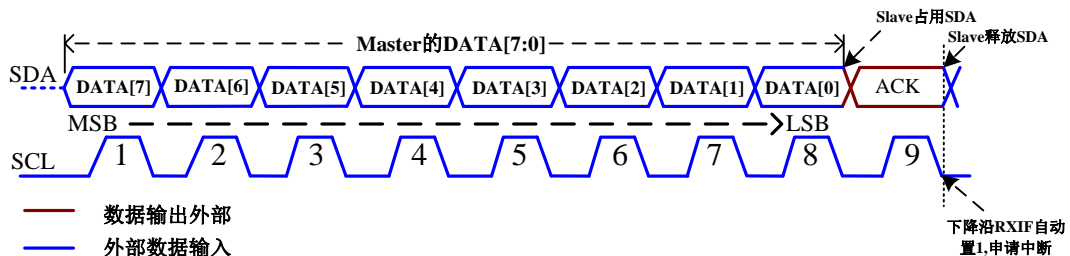 Slave占用SDA
Master的DATA[7:0]
Slave释放SDA
SDA
DATA[7] DATA[6] DATA[5] DATA[4] DATA[3] DATA[2] DATA[1] DATA[0] ACK
MSB LSB
SCL 1 2 3 4 5 6 7 8 9
数据输出外部
外部数据输入
下降沿RXIF自动
置1,申请中断